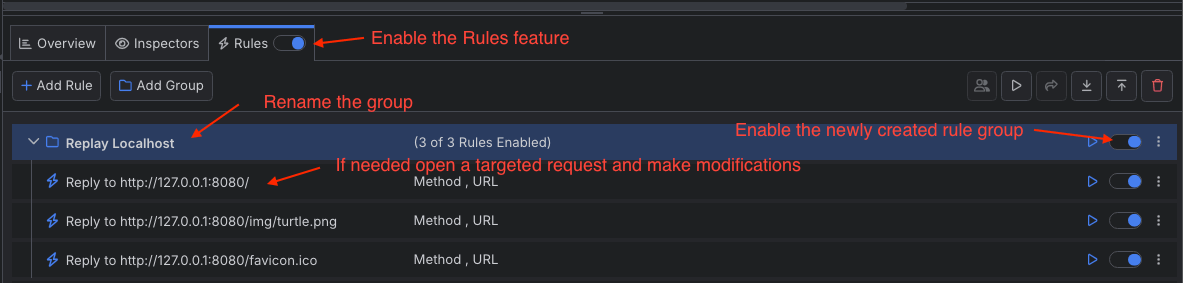 Overview Inspectors Rules Enable the Rules feature
Add Rule Add Group
Rename the group
Replay Localhost (3 of 3 Rules Enabled) Enable the newly created rule group
If needed open a targeted request and make modifications
Reply to http://127.0.0.1:8080/ Method , URL
Reply to http://127.0.0.1:8080/img/turtle.png Method , URL
Reply to http://127.0.0.1:8080/favicon.ico Method , URL